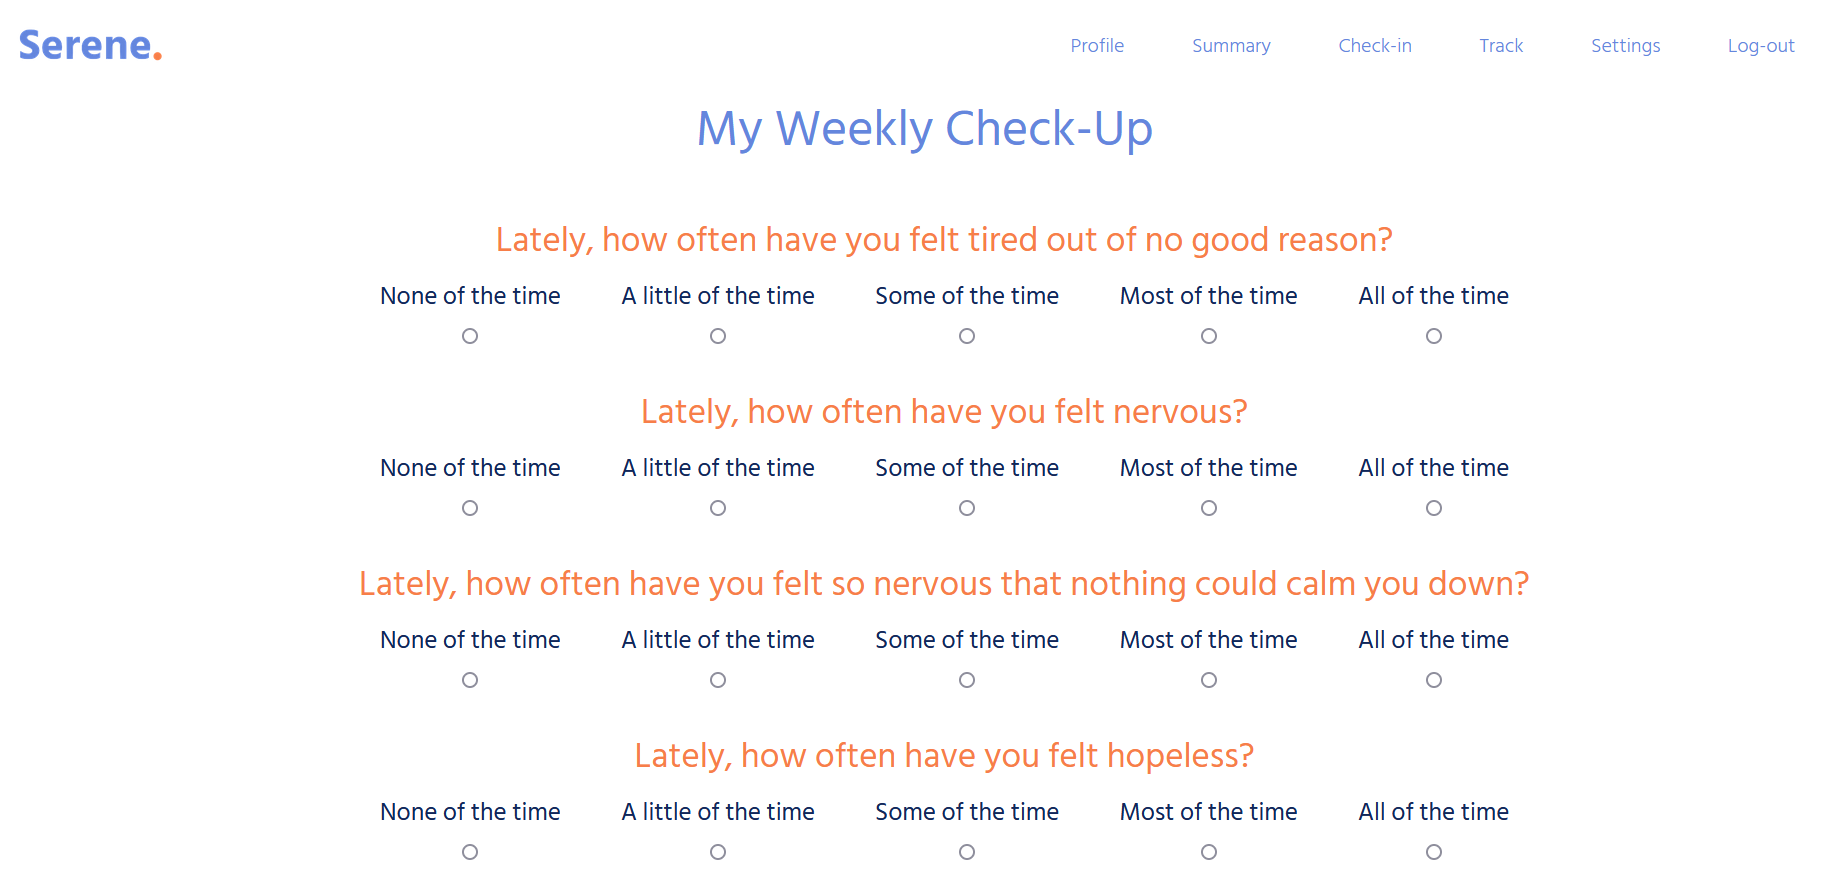 Serene.
Profile Summary Check-in Track Settings Log-out
My Weekly Check-Up
Lately, how often have you felt tired out of no good reason?
None of the time A little of the time Some of the time Most of the time All of the time
Lately, how often have you felt nervous?
None of the time A little of the time Some of the time Most of the time All of the time
Lately, how often have you felt so nervous that nothing could calm you down?
None of the time A little of the time Some of the time Most of the time All of the time
Lately, how often have you felt hopeless?
None of the time A little of the time Some of the time Most of the time All of the time